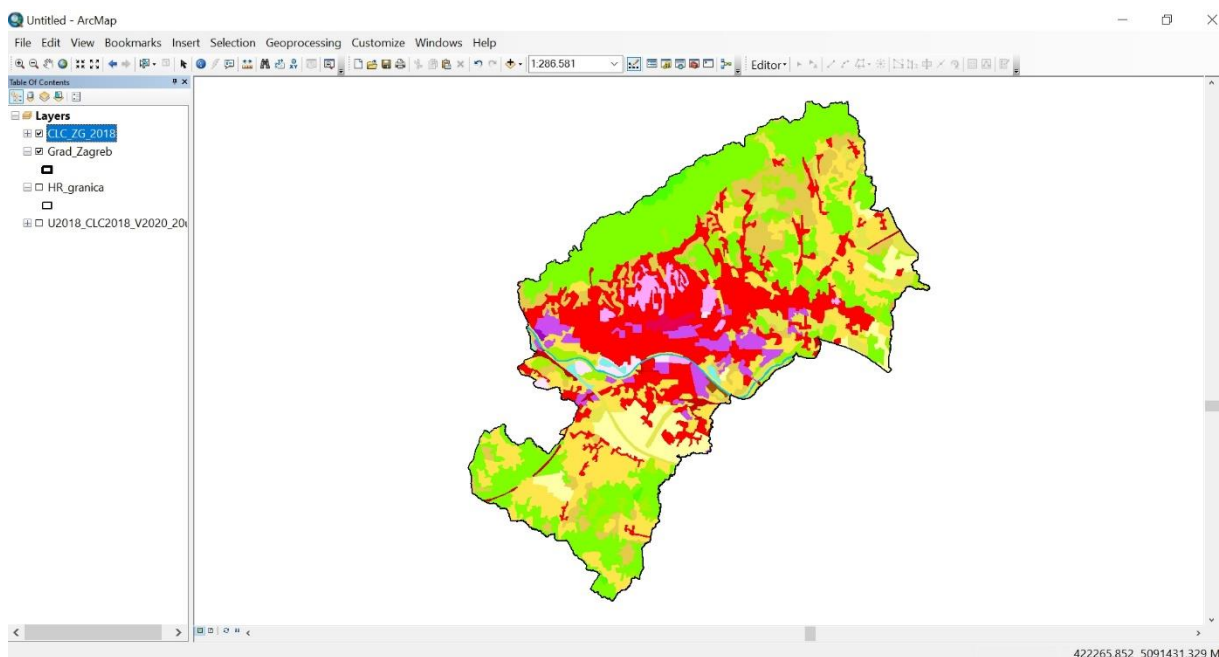 Untitled - ArcMap
File Edit View Bookmarks Insert Selection Geoprocessing Customize Windows Help
1:286.581 Editor
Table Of Contents
Layers
CLC_ZG_2018
Grad_Zagreb
HR_granica
U2018_CLC2018_V2020_20
422265,852 5091431,329 M